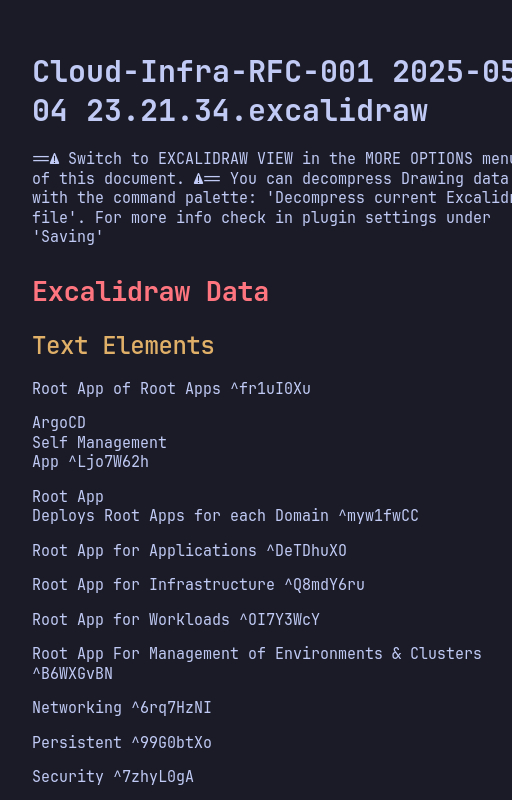 Cloud-Infra-RFC-001 2025-05
04 23.21.34.excalidraw
==⚠ Switch to EXCALIDRAW VIEW in the MORE OPTIONS menu
of this document. ⚠== You can decompress Drawing data
with the command palette: 'Decompress current Excalidr
file'. For more info check in plugin settings under
'Saving'
Excalidraw Data
Text Elements
Root App of Root Apps ^fr1uI0Xu
ArgoCD
Self Management
App ^Ljo7W62h
Root App
Deploys Root Apps for each Domain ^myw1fwCC
Root App for Applications ^DeTDhuXO
Root App for Infrastructure ^Q8mdY6ru
Root App for Workloads ^OI7Y3WcY
Root App For Management of Environments & Clusters
^B6WXGvBN
Networking ^6rq7HzNI
Persistent ^99G0btXo
Security ^7zhyL0gA